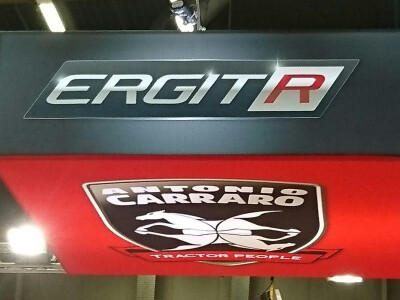 ERGIT R
ANTONIO
CARRARO
TRACTOR PEOPLE